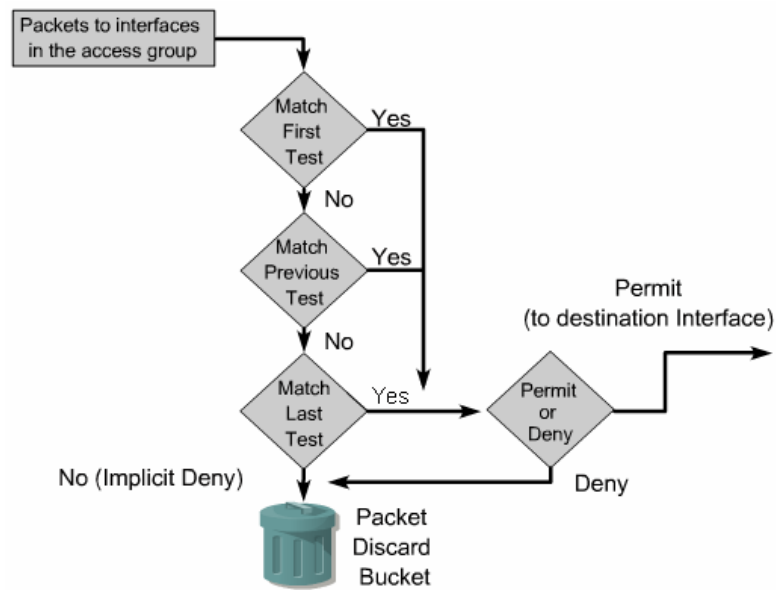 Packets to interfaces
in the access group
Match
First
Test
Yes
No
Match
Previous
Test
Yes
No
Match
Last
Test
Yes
Permit
or
Deny
Permit
(to destination Interface)
No (Implicit Deny)
Deny
Packet
Discard
Bucket